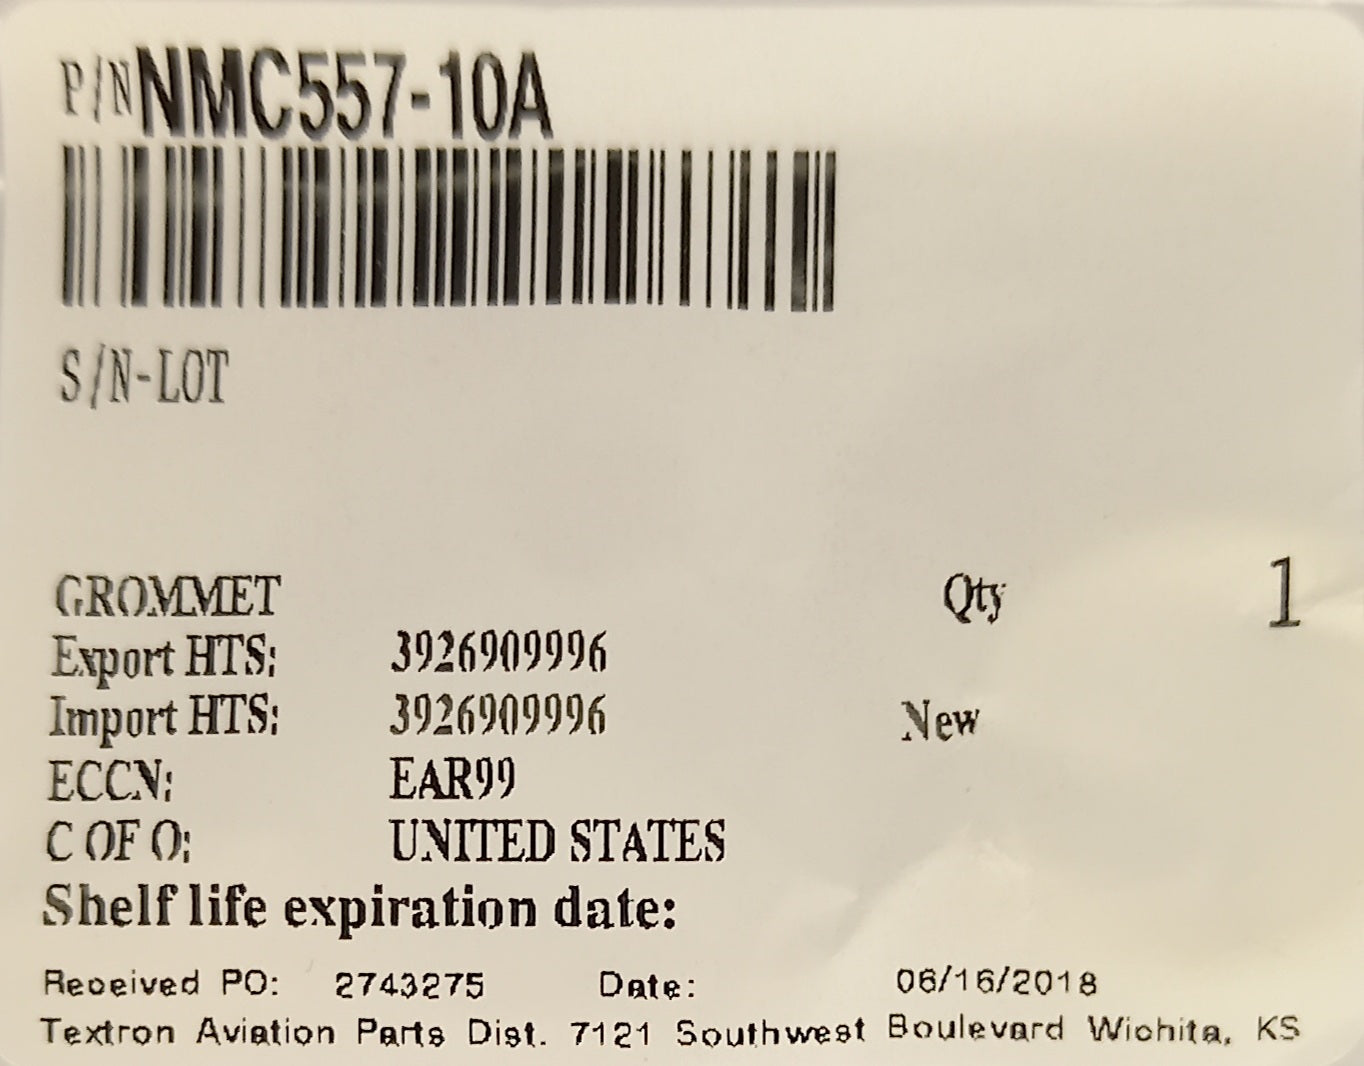 P/N NMC557-10A
S/N-LOT
GROMMET Qty 1
Export HTS: 3926909996
Import HTS: 3926909996 New
ECCN: EAR99
C OF O: UNITED STATES
Shelf life expiration date:
Received PO: 2743275 Date: 06/16/2018
Textron Aviation Parts Dist. 7121 Southwest Boulevard Wichita, KS